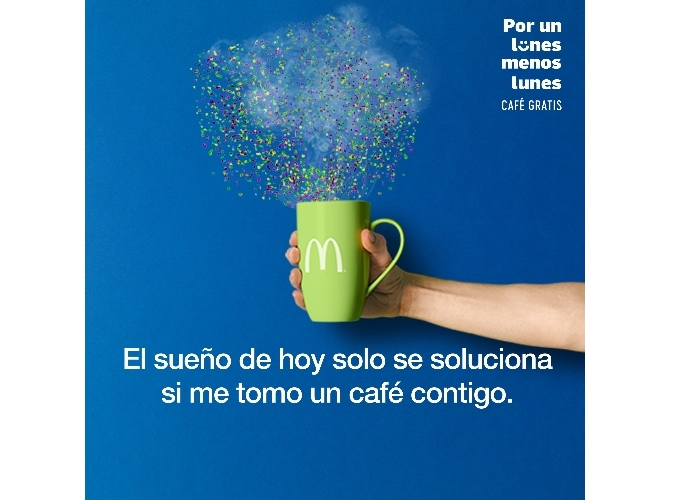 Por un
lunes
menos
lunes
CAFÉ GRATIS
M
El sueño de hoy solo se soluciona
si me tomo un café contigo.